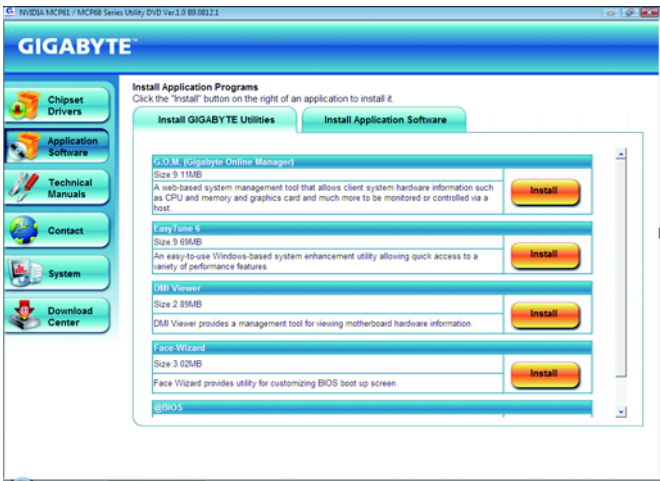 NVIDIA MCP61 / MCP68 Series Utility DVD Ver.1.0 B9.0812.1
GIGABYTE™
Chipset
Drivers
Application
Software
Technical
Manuals
Contact
System
Download
Center
Install Application Programs
Click the "Install" button on the right of an application to install it.
Install GIGABYTE Utilities
Install Application Software
G.O.M. (Gigabyte Online Manager)
Size:9.11MB
A web-based system management tool that allows client system hardware information such
as CPU and memory and graphics card and much more to be monitored or controlled via a
host.
Install
EasyTune 6
Size:9.69MB
An easy-to-use Windows-based system enhancement utility allowing quick access to a
variety of performance features.
Install
DMI Viewer
Size:2.89MB
DMI Viewer provides a management tool for viewing motherboard hardware information.
Install
Face-Wizard
Size:3.02MB
Face Wizard provides utility for customizing BIOS boot up screen.
Install
@BIOS